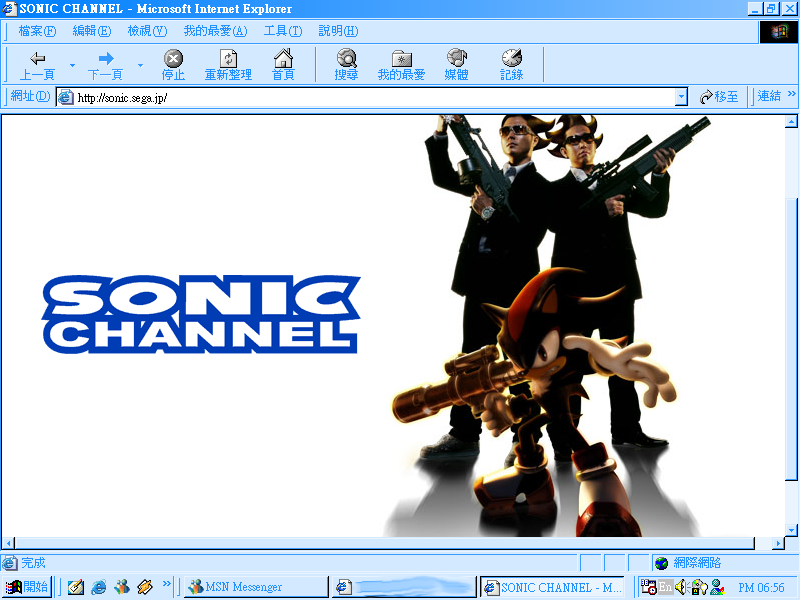 SONIC CHANNEL - Microsoft Internet Explorer
檔案(F) 編輯(E) 檢視(V) 我的最愛(A) 工具(T) 說明(H)
上一頁 下一頁 停止 重新整理 首頁 搜尋 我的最愛 媒體 記錄
網址(D) http://sonic.sega.jp/ 移至 連結 »
SONIC
CHANNEL
完成 網際網路
開始 » MSN Messenger SONIC CHANNEL - M... En PM 06:56